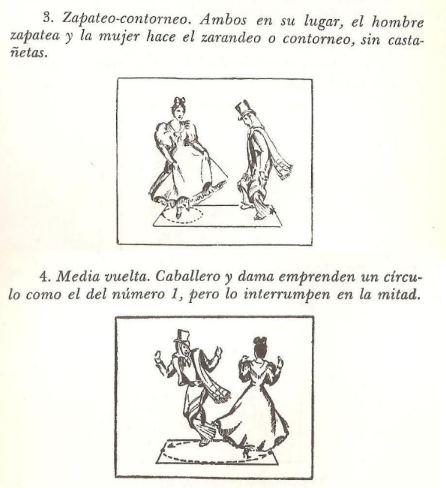 3. Zapateo-contorneo. Ambos en su lugar, el hombre
zapatea y la mujer hace el zarandeo o contorneo, sin casta-
ñetas.
4. Media vuelta. Caballero y dama emprenden un círcu-
lo como el del número 1, pero lo interrumpen en la mitad.